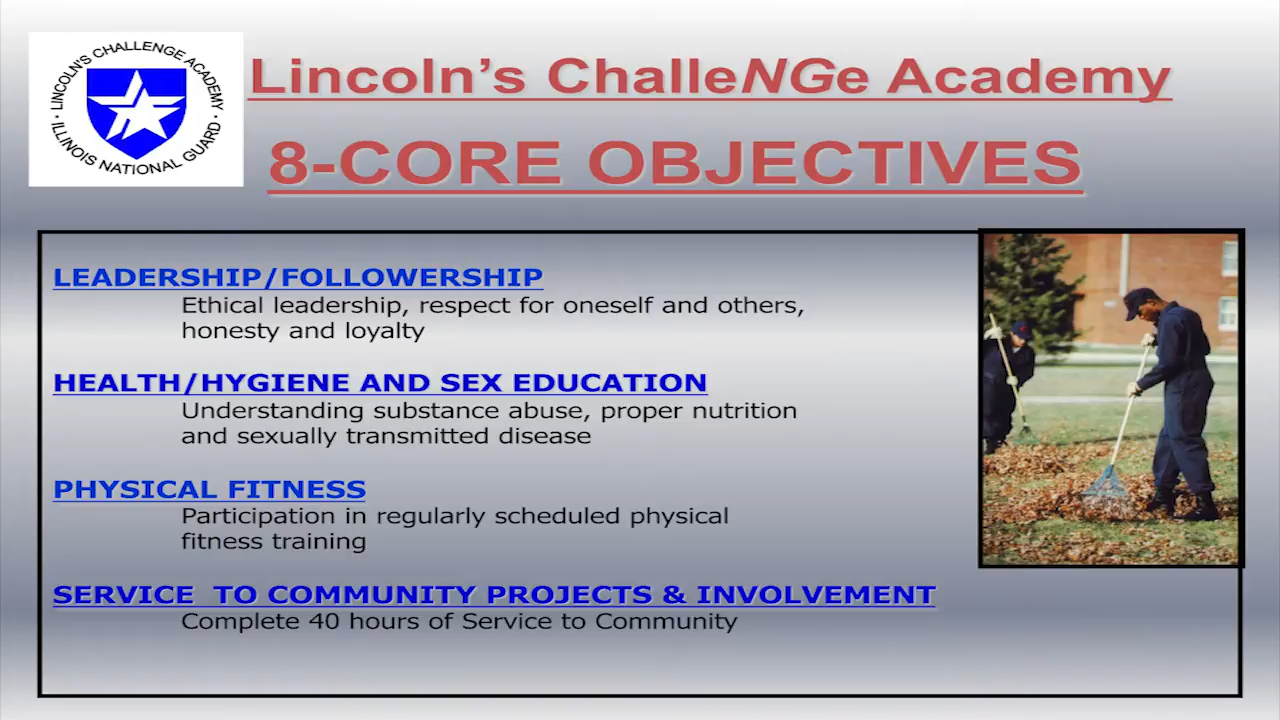 LINCOLN'S CHALLENGE ACADEMY
• ILLINOIS NATIONAL GUARD •
Lincoln’s ChalleNGe Academy
8-CORE OBJECTIVES
LEADERSHIP/FOLLOWERSHIP
Ethical leadership, respect for oneself and others,
honesty and loyalty
HEALTH/HYGIENE AND SEX EDUCATION
Understanding substance abuse, proper nutrition
and sexually transmitted disease
PHYSICAL FITNESS
Participation in regularly scheduled physical
fitness training
SERVICE TO COMMUNITY PROJECTS & INVOLVEMENT
Complete 40 hours of Service to Community